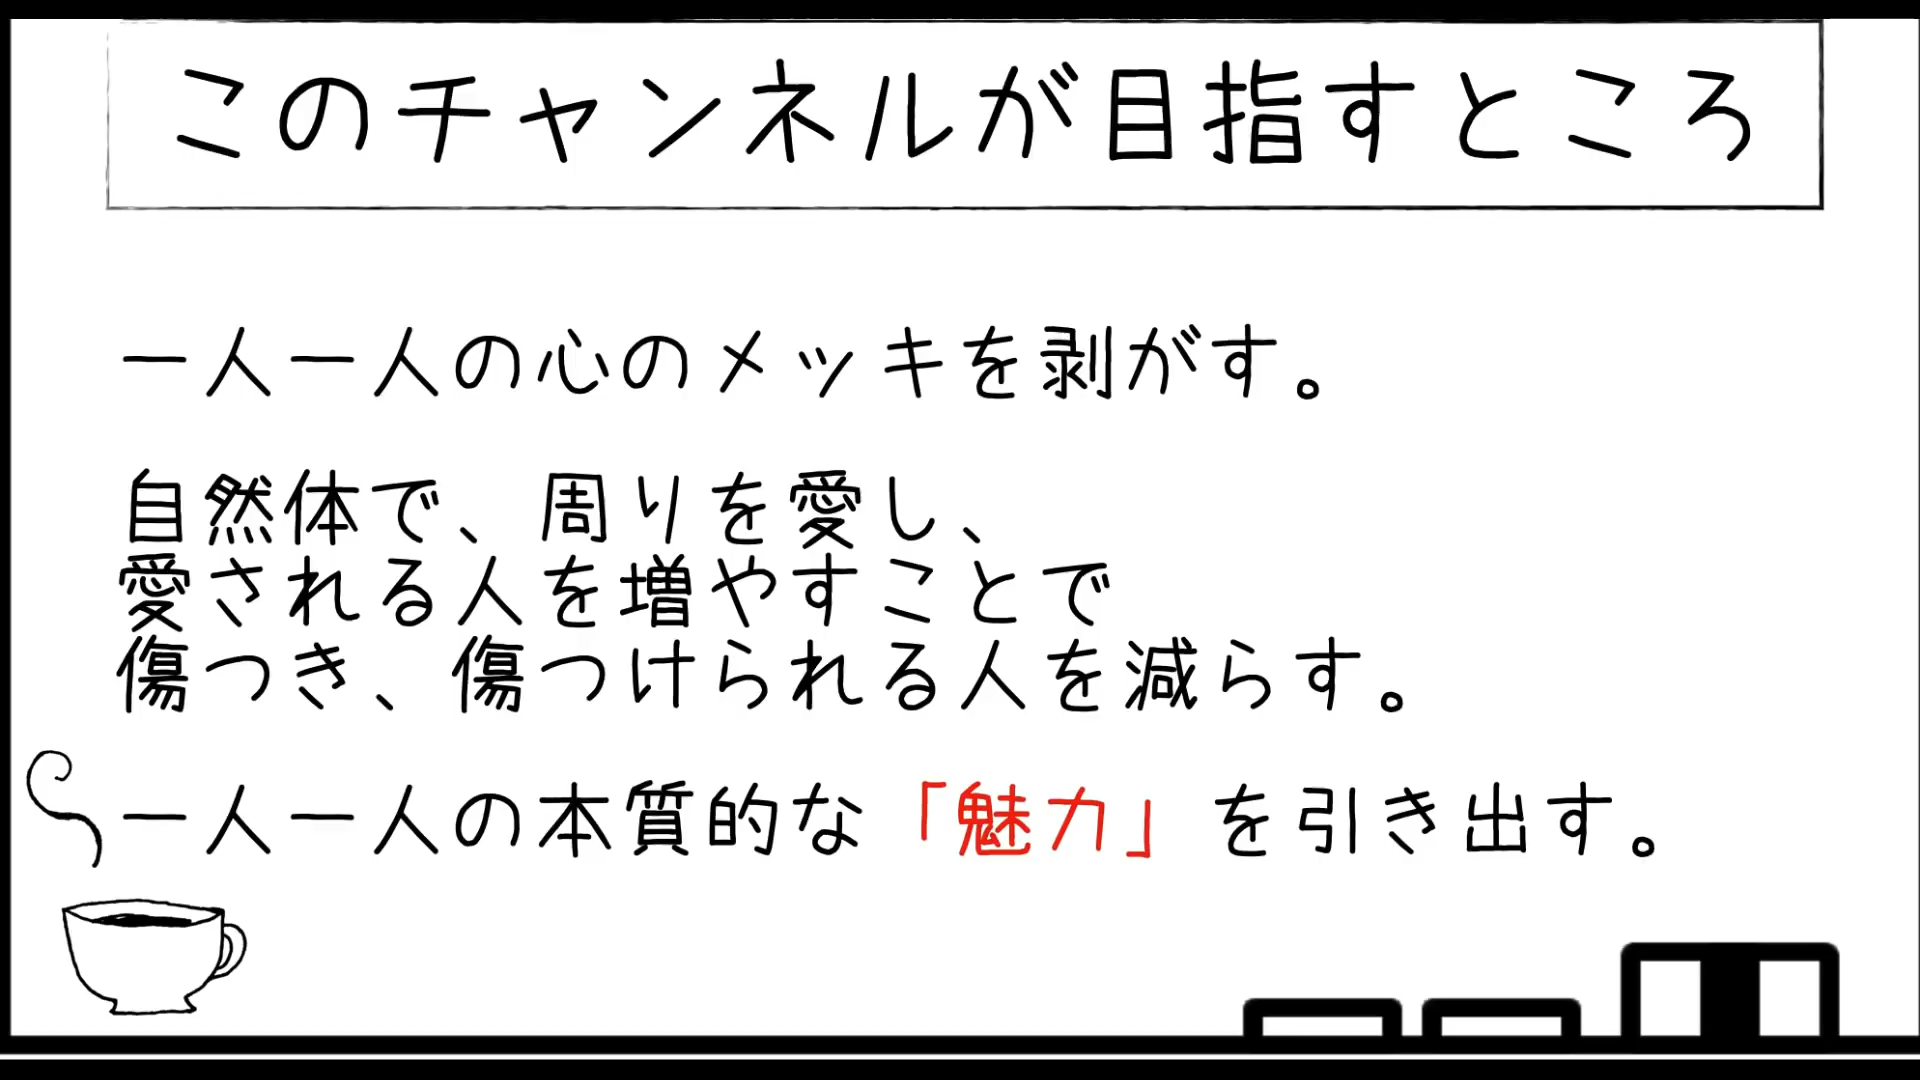 このチャンネルが目指すところ
一人一人の心のメッキを剥がす。
自然体で、周りを愛し、
愛される人を増やすことで
傷つき、傷つけられる人を減らす。
一人一人の本質的な「魅力」を引き出す。